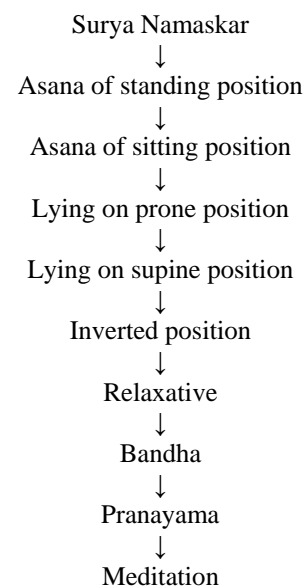 Surya Namaskar
↓
Asana of standing position
↓
Asana of sitting position
↓
Lying on prone position
↓
Lying on supine position
↓
Inverted position
↓
Relaxative
↓
Bandha
↓
Pranayama
↓
Meditation